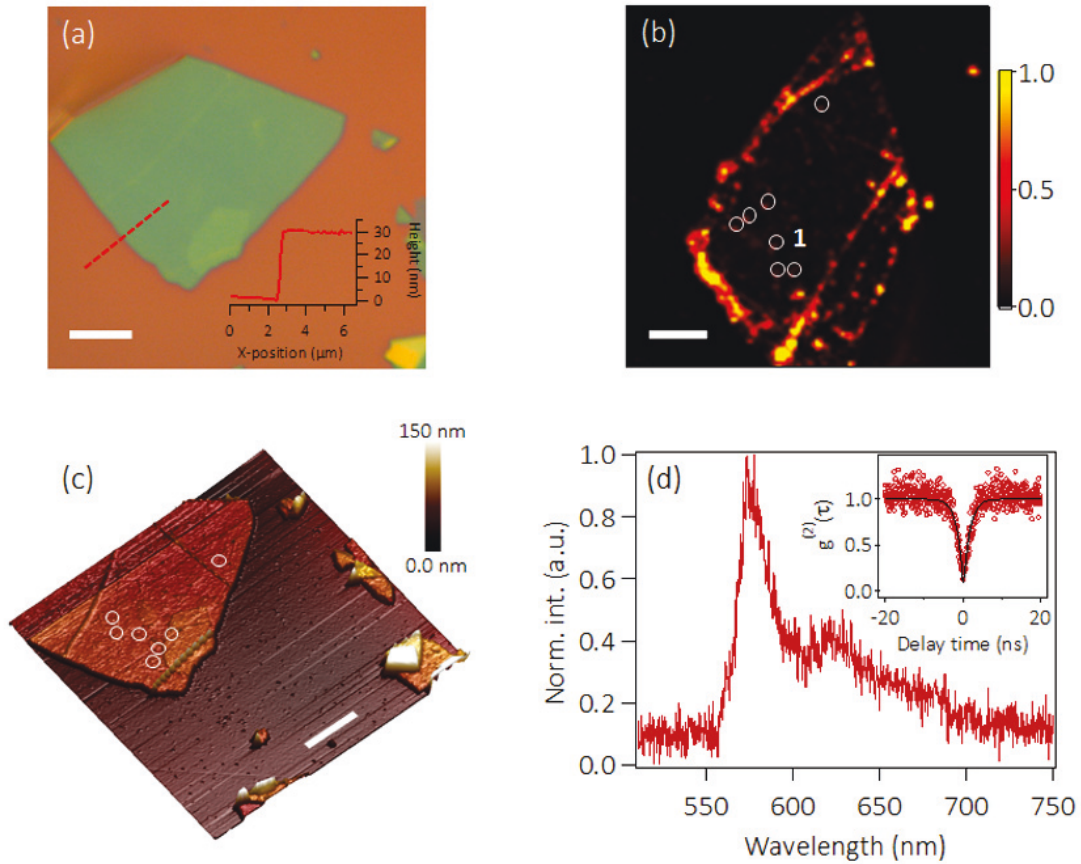 (a)
Height (nm)
30
20
10
0
0 2 4 6
X-position (μm)
(b)
1
1.0
0.5
0.0
(c)
150 nm
0.0 nm
(d)
Norm. int. (a.u.)
1.0
0.8
0.6
0.4
0.2
0.0
550 600 650 700 750
Wavelength (nm)
g(2)(τ)
1.0
0.5
0.0
-20 0 20
Delay time (ns)